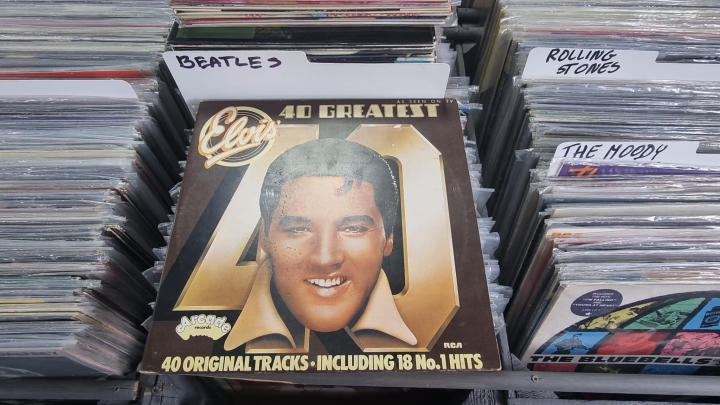 BEATLES
ROLLING
STONES
THE MOODY
AS SEEN ON TV
Elvis
40 GREATEST
40
Arcade
records
RCA
40 ORIGINAL TRACKS • INCLUDING 18 No.1 HITS
THE BLUEBELLS